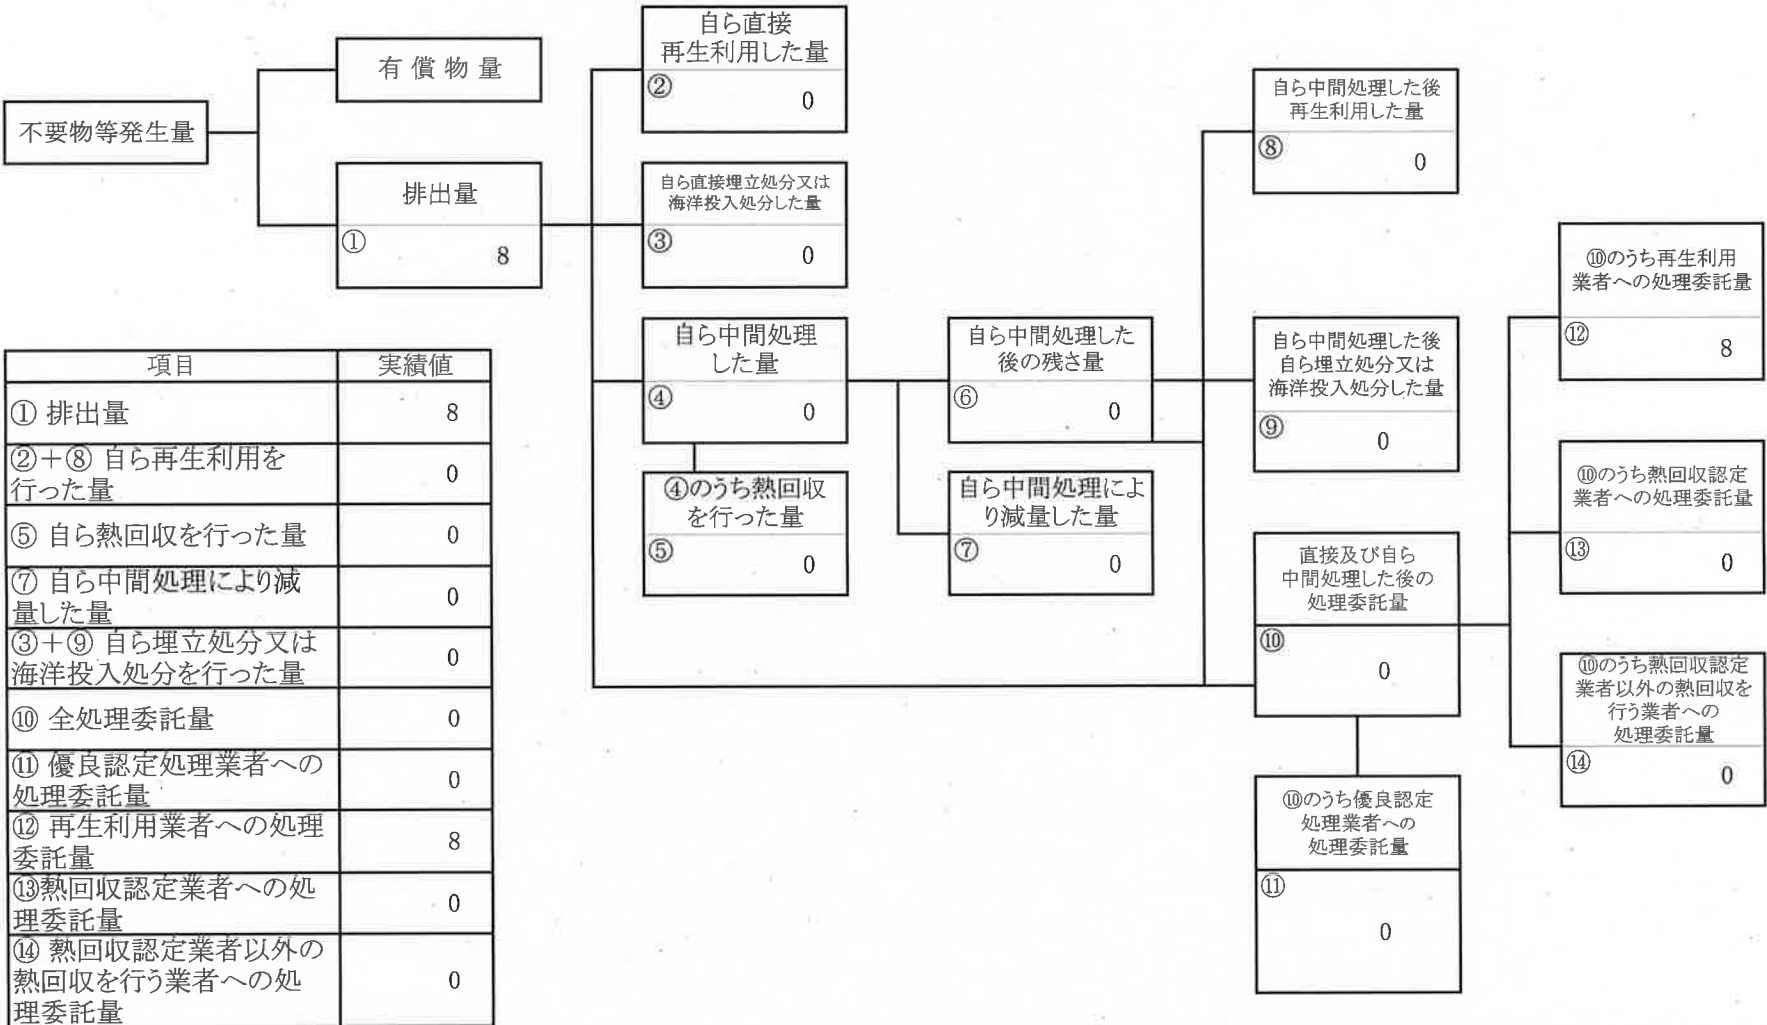 不要物等発生量
有償物量
排出量
①
8
自ら直接
再生利用した量
②
0
自ら直接埋立処分又は
海洋投入処分した量
③
0
自ら中間処理
した量
④
0
④のうち熱回収
を行った量
⑤
0
自ら中間処理した
後の残さ量
⑥
0
自ら中間処理によ
り減量した量
⑦
0
自ら中間処理した後
再生利用した量
⑧
0
自ら中間処理した後
自ら埋立処分又は
海洋投入処分した量
⑨
0
直接及び自ら
中間処理した後の
処理委託量
⑩
0
⑩のうち優良認定
処理業者への
処理委託量
⑪
0
⑩のうち再生利用
業者への処理委託量
⑫
8
⑩のうち熱回収認定
業者への処理委託量
⑬
0
⑩のうち熱回収認定
業者以外の熱回収を
行う業者への
処理委託量
⑭
0
項目 実績値
① 排出量 8
②+⑧ 自ら再生利用を
行った量 0
⑤ 自ら熱回収を行った量 0
⑦ 自ら中間処理により減
量した量 0
③+⑨ 自ら埋立処分又は
海洋投入処分を行った量 0
⑩ 全処理委託量 0
⑪ 優良認定処理業者への
処理委託量 0
⑫ 再生利用業者への処理
委託量 8
⑬熱回収認定業者への処
理委託量 0
⑭ 熱回収認定業者以外の
熱回収を行う業者への処
理委託量 0